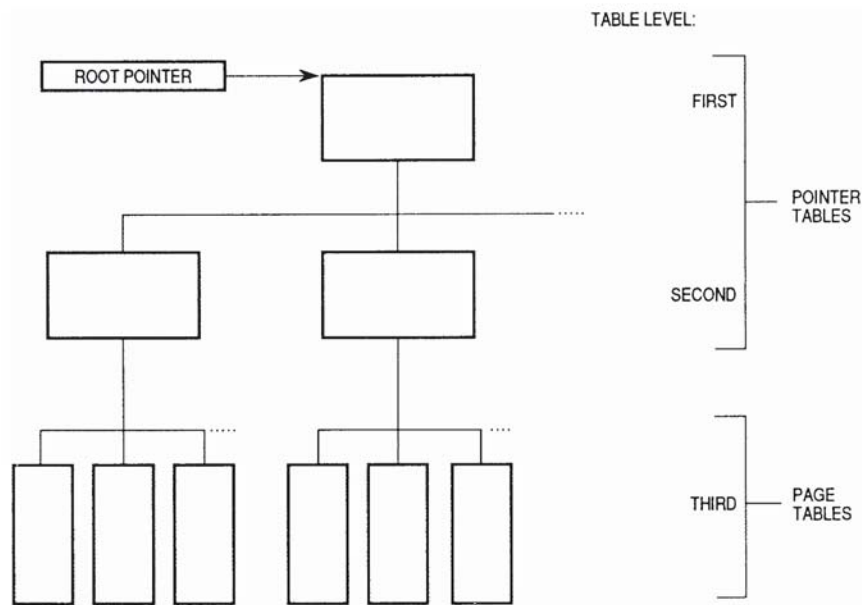 TABLE LEVEL:
ROOT POINTER
FIRST
POINTER
TABLES
SECOND
THIRD
PAGE
TABLES